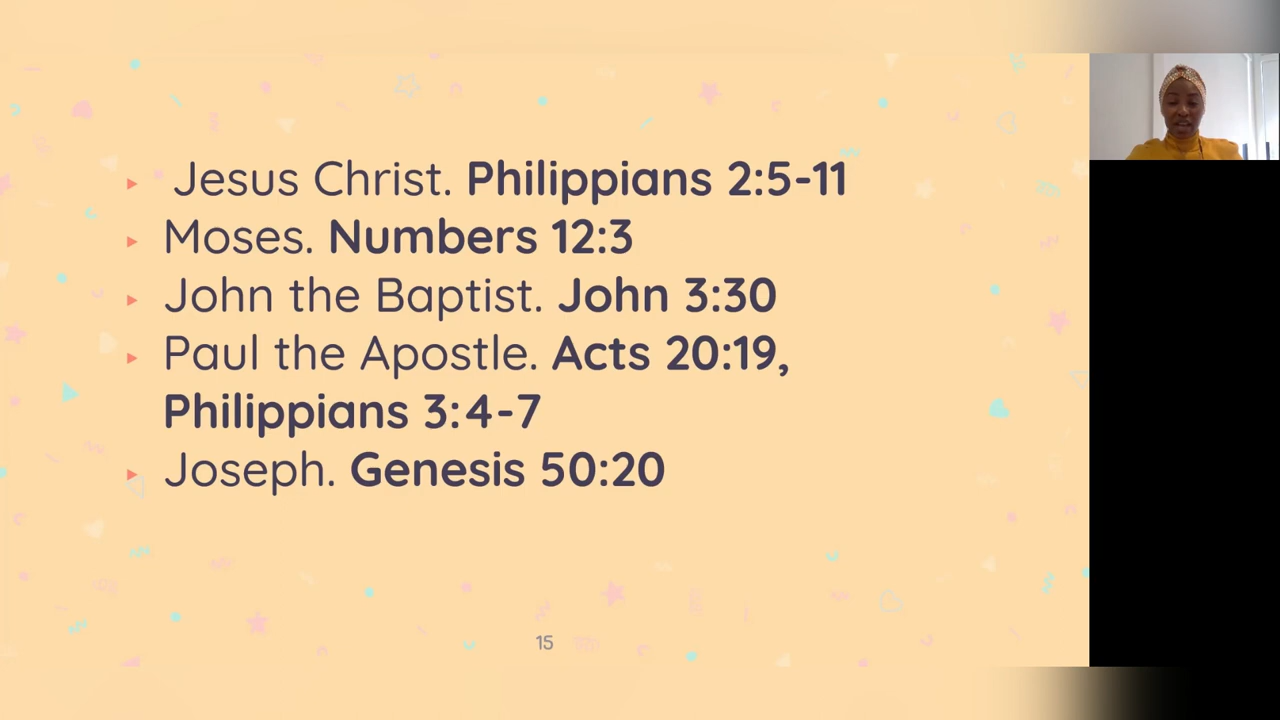 Jesus Christ. Philippians 2:5-11
Moses. Numbers 12:3
John the Baptist. John 3:30
Paul the Apostle. Acts 20:19,
Philippians 3:4-7
Joseph. Genesis 50:20
15